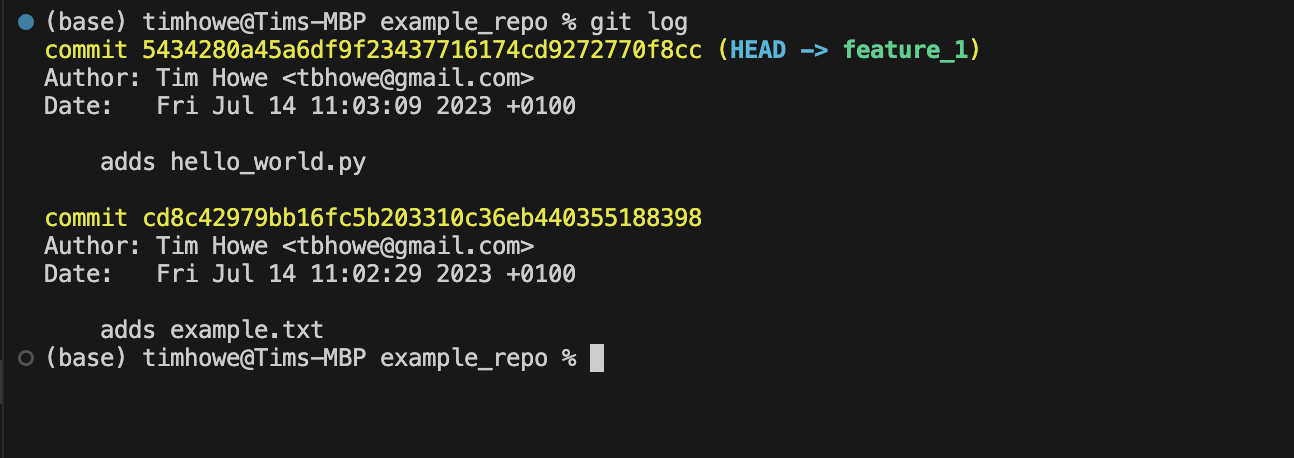 (base) timhowe@Tims-MBP example_repo % git log
commit 5434280a45a6df9f23437716174cd9272770f8cc (HEAD -> feature_1)
Author: Tim Howe <tbhowe@gmail.com>
Date:   Fri Jul 14 11:03:09 2023 +0100
    adds hello_world.py
commit cd8c42979bb16fc5b203310c36eb440355188398
Author: Tim Howe <tbhowe@gmail.com>
Date:   Fri Jul 14 11:02:29 2023 +0100
    adds example.txt
(base) timhowe@Tims-MBP example_repo %